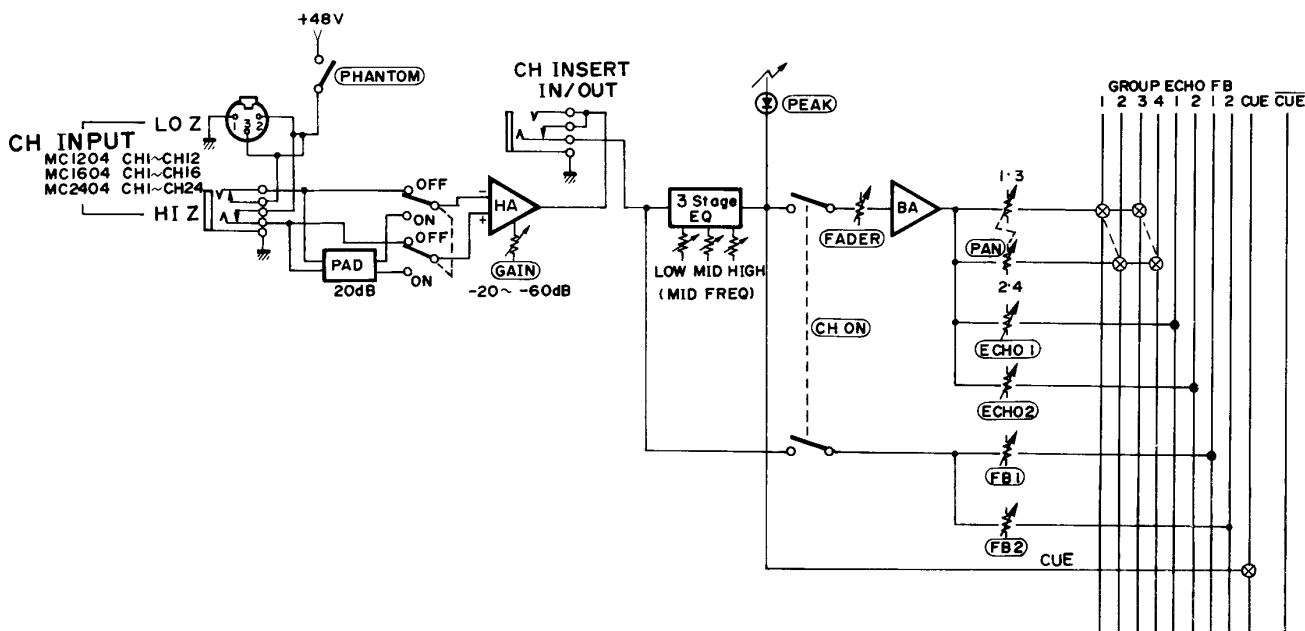 +48V
PHANTOM
CH INSERT
IN/OUT
PEAK
GROUP ECHO FB
1 2 3 4 1 2 1 2 CUE CUE
LO Z
1 3 2
CH INPUT
MC1204 CH1~CH12
MC1604 CH1~CH16
MC2404 CH1~CH24
HI Z
OFF
ON
OFF
ON
PAD
20dB
-
HA
+
GAIN
-20~ -60dB
3 Stage
EQ
LOW MID HIGH
(MID FREQ)
FADER
BA
1·3
PAN
2·4
CH ON
ECHO1
ECHO2
FB1
FB2
CUE